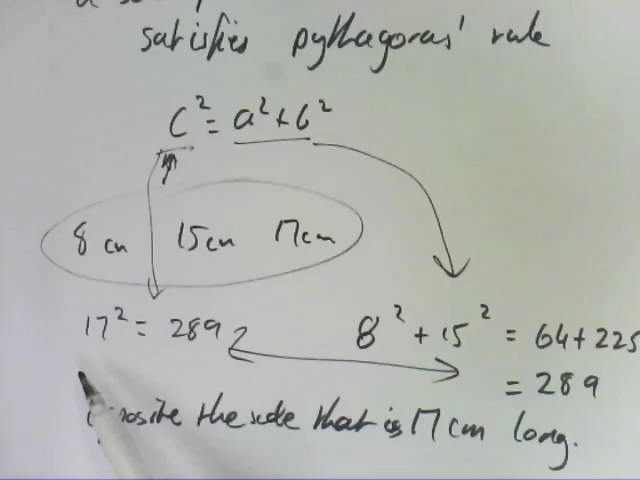 satisfies pythagoras' rule
c² = a² + b²
8 cm 15 cm 17 cm
17² = 289 8² + 15² = 64 + 225
= 289
the side that is 17 cm long.